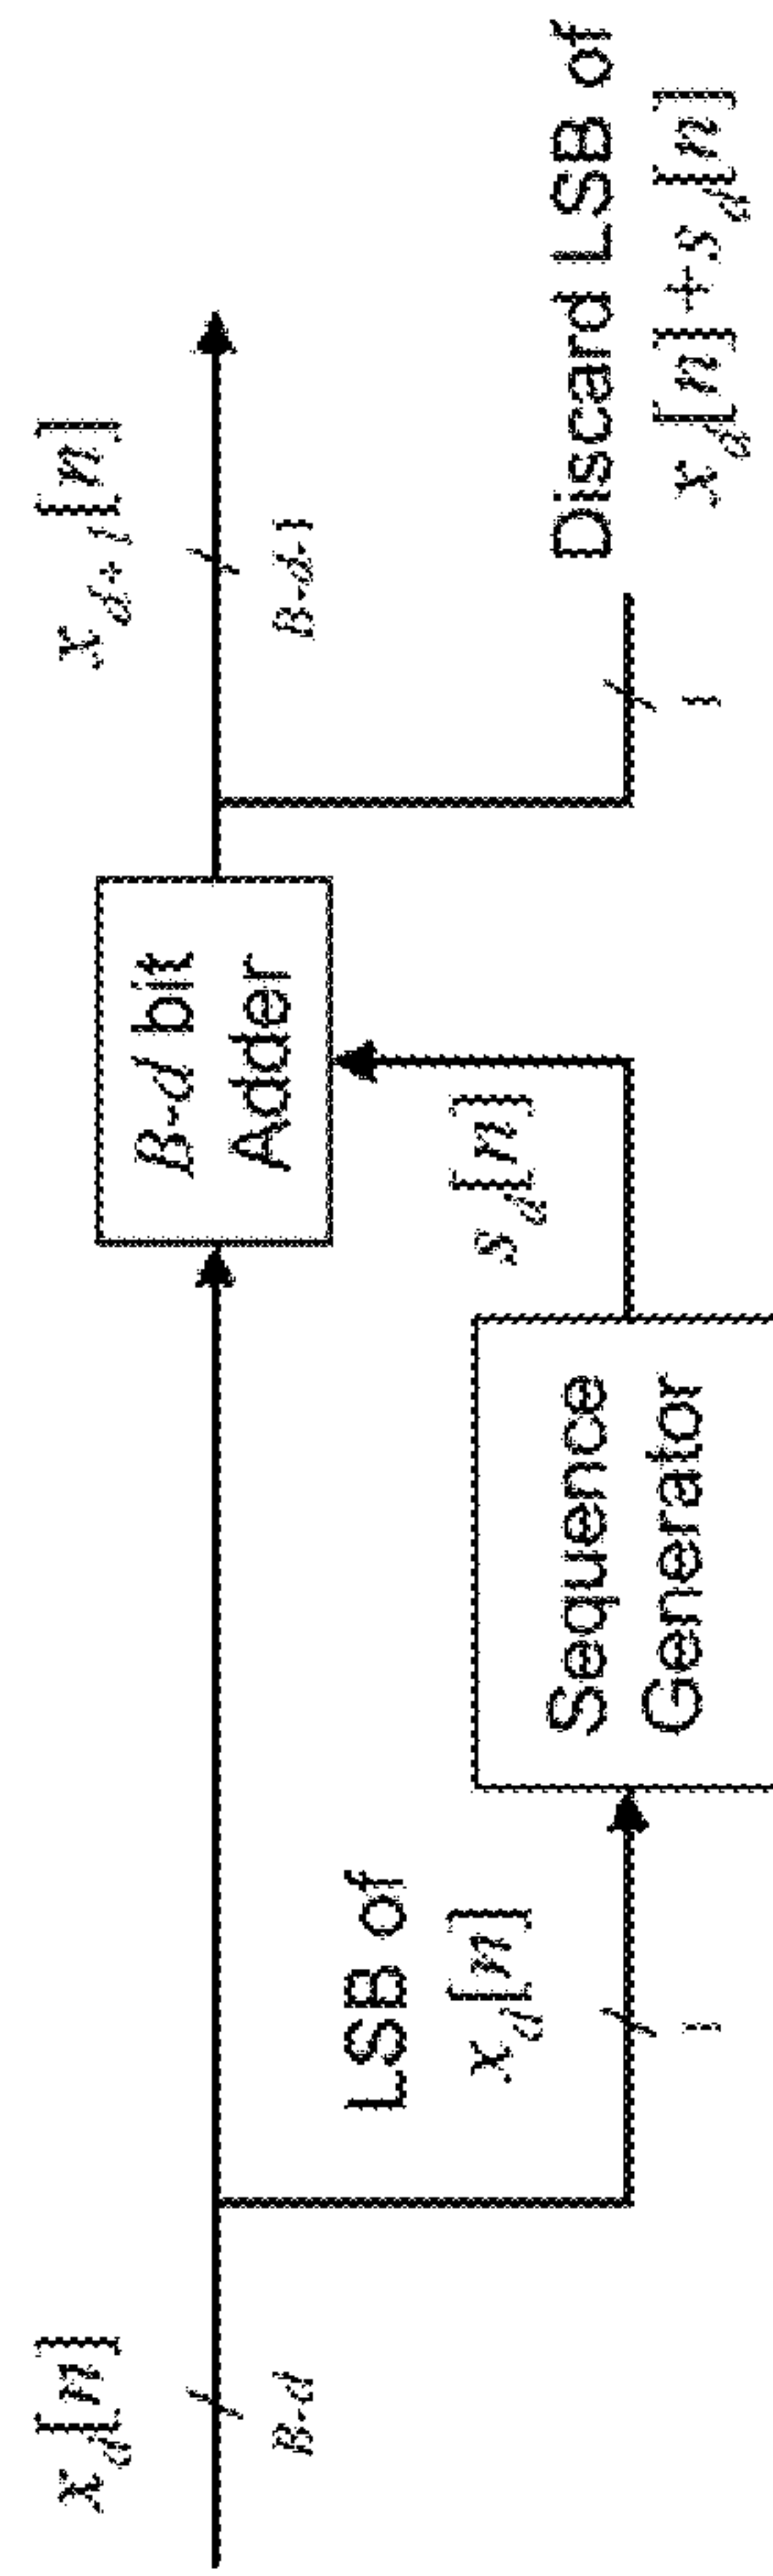 x_d[n]
B-d
LSB of
x_d[n]
1
Sequence
Generator
s_d[n]
B-d bit
Adder
x_{d+1}[n]
B-d-1
1
Discard LSB of
x_d[n]+s_d[n]